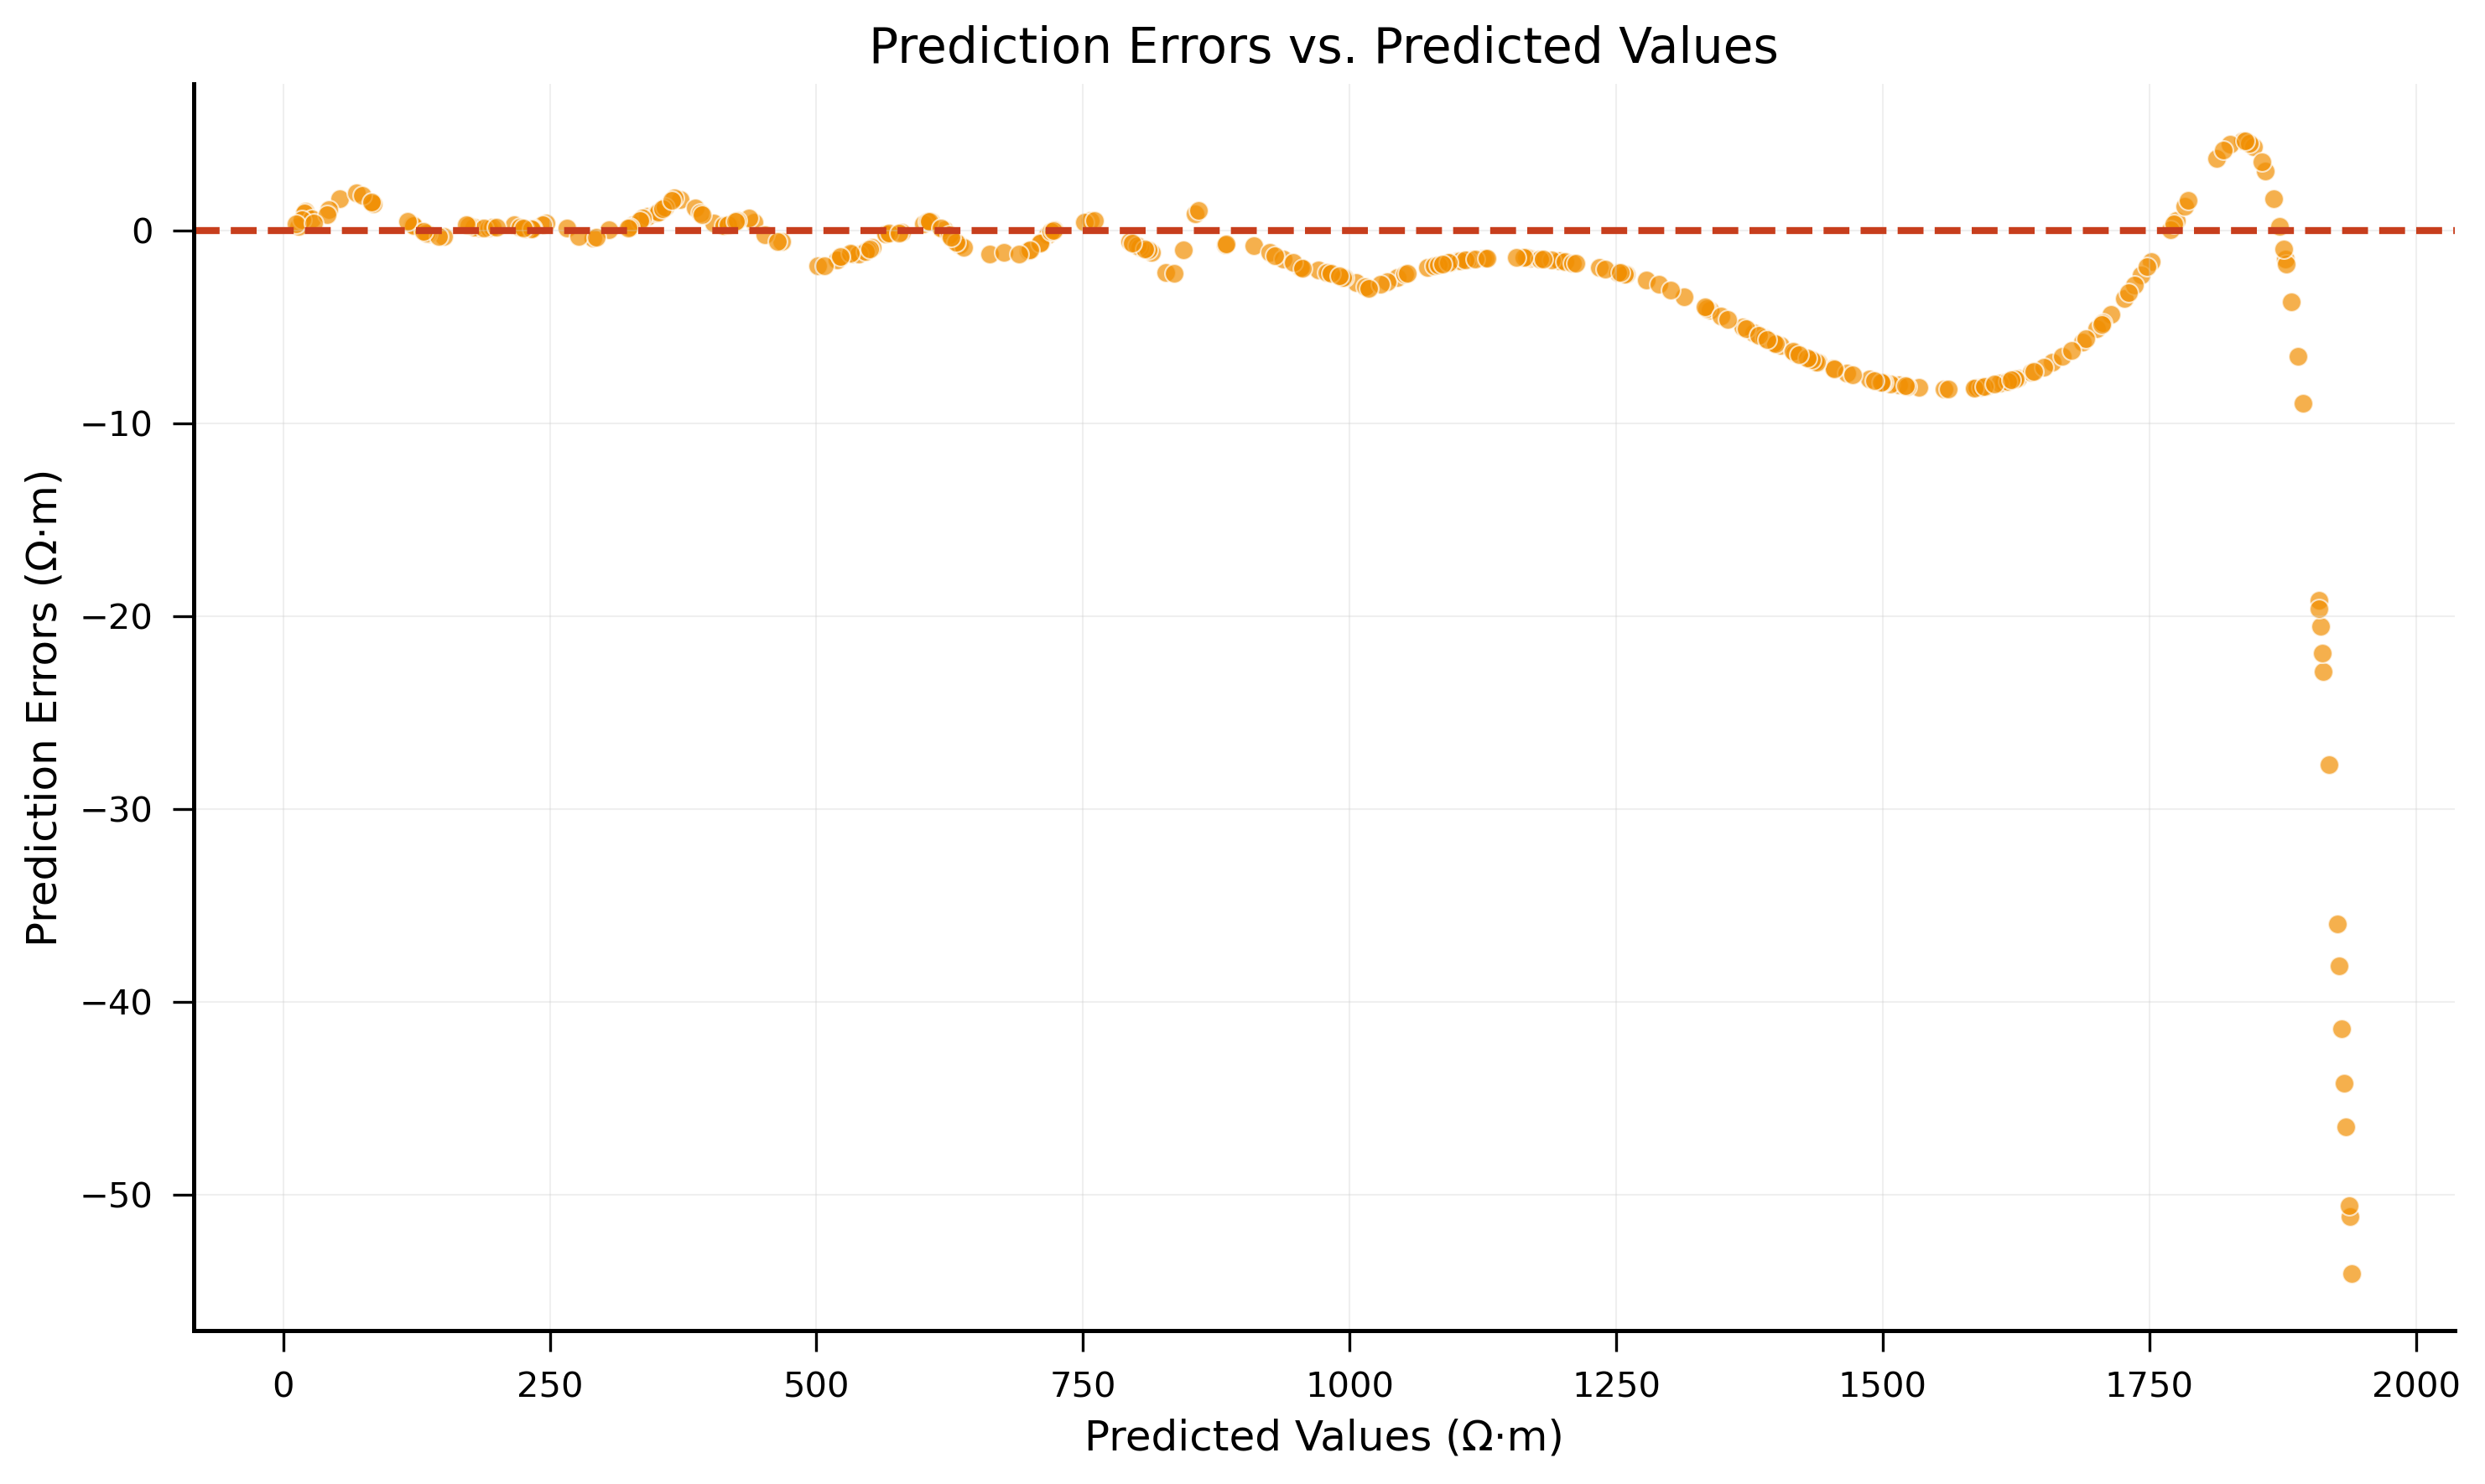 Prediction Errors vs. Predicted Values
Prediction Errors (Ω·m)
0
−10
−20
−30
−40
−50
0 250 500 750 1000 1250 1500 1750 2000
Predicted Values (Ω·m)